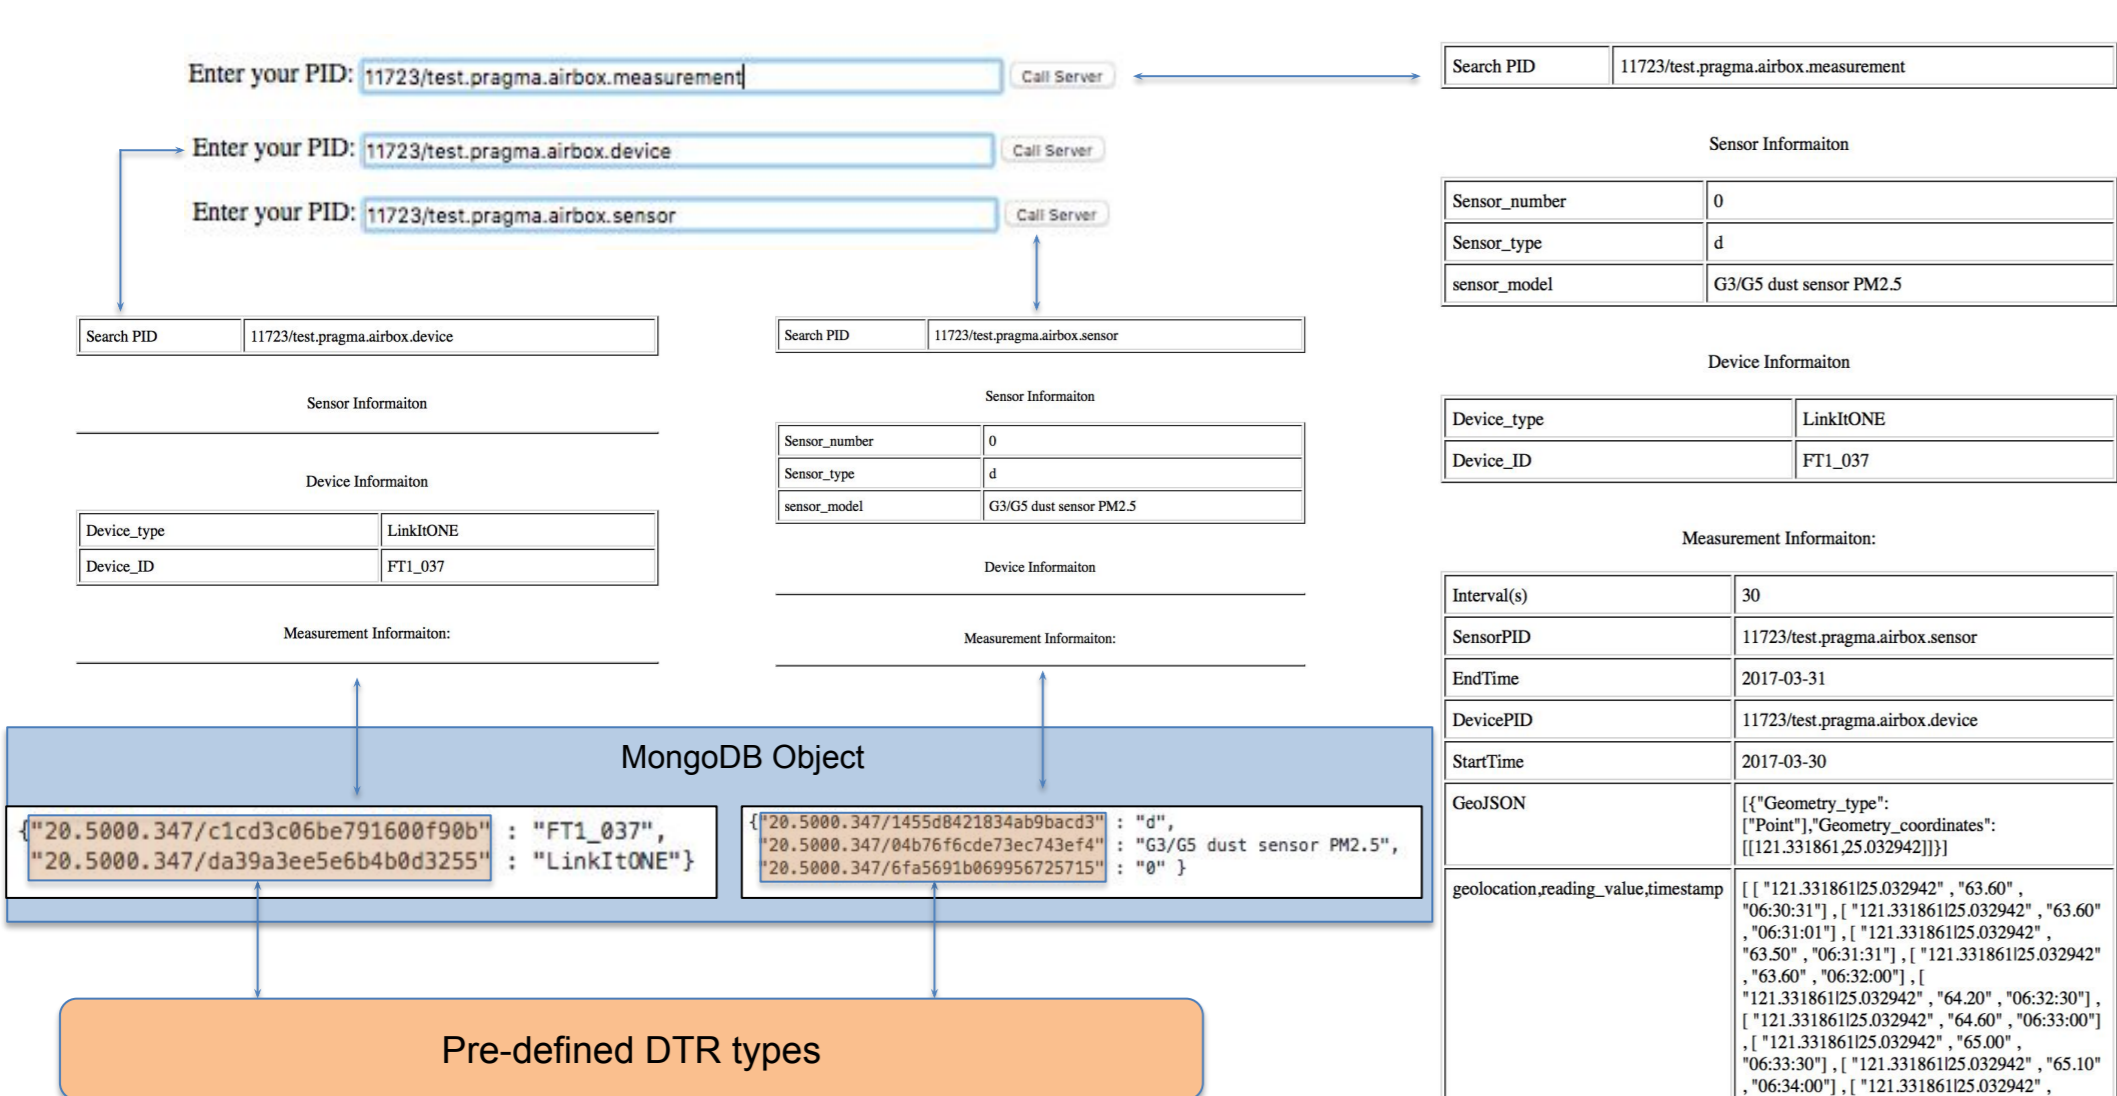 Enter your PID: 11723/test.pragma.airbox.measurement Call Server
Enter your PID: 11723/test.pragma.airbox.device Call Server
Enter your PID: 11723/test.pragma.airbox.sensor Call Server
Search PID 11723/test.pragma.airbox.device
Sensor Informaiton
Device Informaiton
Device_type LinkItONE
Device_ID FT1_037
Measurement Informaiton:
Search PID 11723/test.pragma.airbox.sensor
Sensor Informaiton
Sensor_number 0
Sensor_type d
sensor_model G3/G5 dust sensor PM2.5
Device Informaiton
Measurement Informaiton:
MongoDB Object
{"20.5000.347/c1cd3c06be791600f90b" : "FT1_037",
"20.5000.347/da39a3ee5e6b4b0d3255" : "LinkItONE"}
{"20.5000.347/1455d8421834ab9bacd3" : "d",
"20.5000.347/04b76f6cde73ec743ef4" : "G3/G5 dust sensor PM2.5",
"20.5000.347/6fa5691b069956725715" : "0" }
Pre-defined DTR types
Search PID 11723/test.pragma.airbox.measurement
Sensor Informaiton
Sensor_number 0
Sensor_type d
sensor_model G3/G5 dust sensor PM2.5
Device Informaiton
Device_type LinkItONE
Device_ID FT1_037
Measurement Informaiton:
Interval(s) 30
SensorPID 11723/test.pragma.airbox.sensor
EndTime 2017-03-31
DevicePID 11723/test.pragma.airbox.device
StartTime 2017-03-30
GeoJSON [{"Geometry_type":
["Point"],"Geometry_coordinates":
[[121.331861,25.032942]]}]
geolocation,reading_value,timestamp [ [ "121.331861|25.032942" , "63.60" ,
"06:30:31"] , [ "121.331861|25.032942" , "63.60"
, "06:31:01"] , [ "121.331861|25.032942" ,
"63.50" , "06:31:31"] , [ "121.331861|25.032942"
, "63.60" , "06:32:00"] , [
"121.331861|25.032942" , "64.20" , "06:32:30"] ,
[ "121.331861|25.032942" , "64.60" , "06:33:00"]
, [ "121.331861|25.032942" , "65.00" ,
"06:33:30"] , [ "121.331861|25.032942" , "65.10"
, "06:34:00"] , [ "121.331861|25.032942" ,